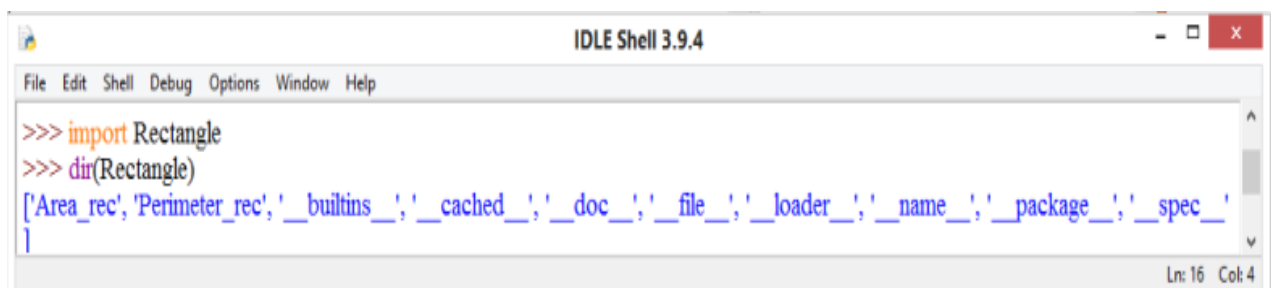 IDLE Shell 3.9.4
File Edit Shell Debug Options Window Help
>>> import Rectangle
>>> dir(Rectangle)
['Area_rec', 'Perimeter_rec', '__builtins__', '__cached__', '__doc__', '__file__', '__loader__', '__name__', '__package__', '__spec__'
]
Ln: 16 Col: 4